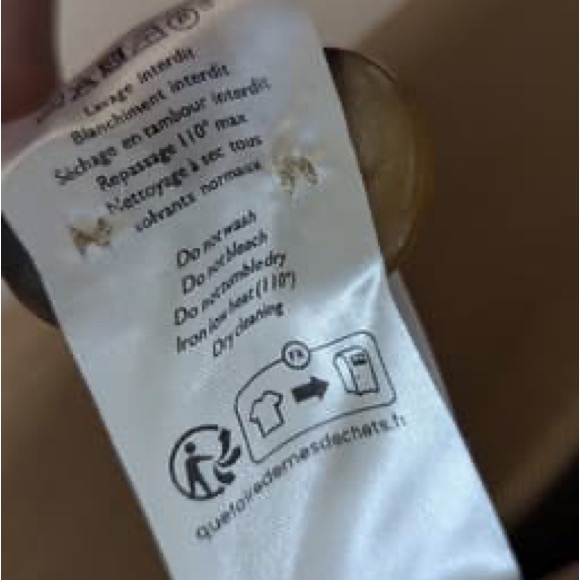 Lavage interdit
Blanchiment interdit
Séchage en tambour interdit
Repassage 110° max
Nettoyage à sec tous
solvants normaux
Do not wash
Do not bleach
Do not tumble dry
Iron low heat (110°)
Dry cleaning
FR
quefairedemesdechets.fr